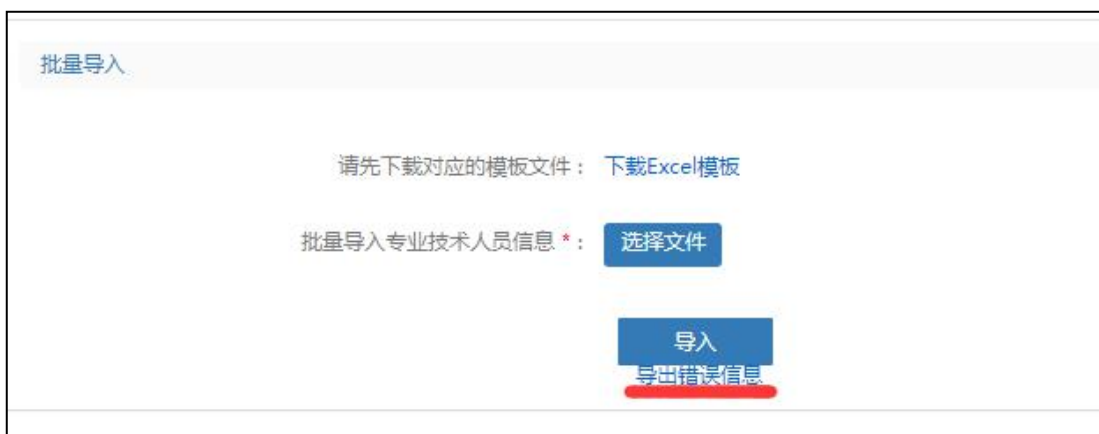 批量导入
请先下载对应的模板文件： 下载Excel模板
批量导入专业技术人员信息 *： 选择文件
导入
导出错误信息